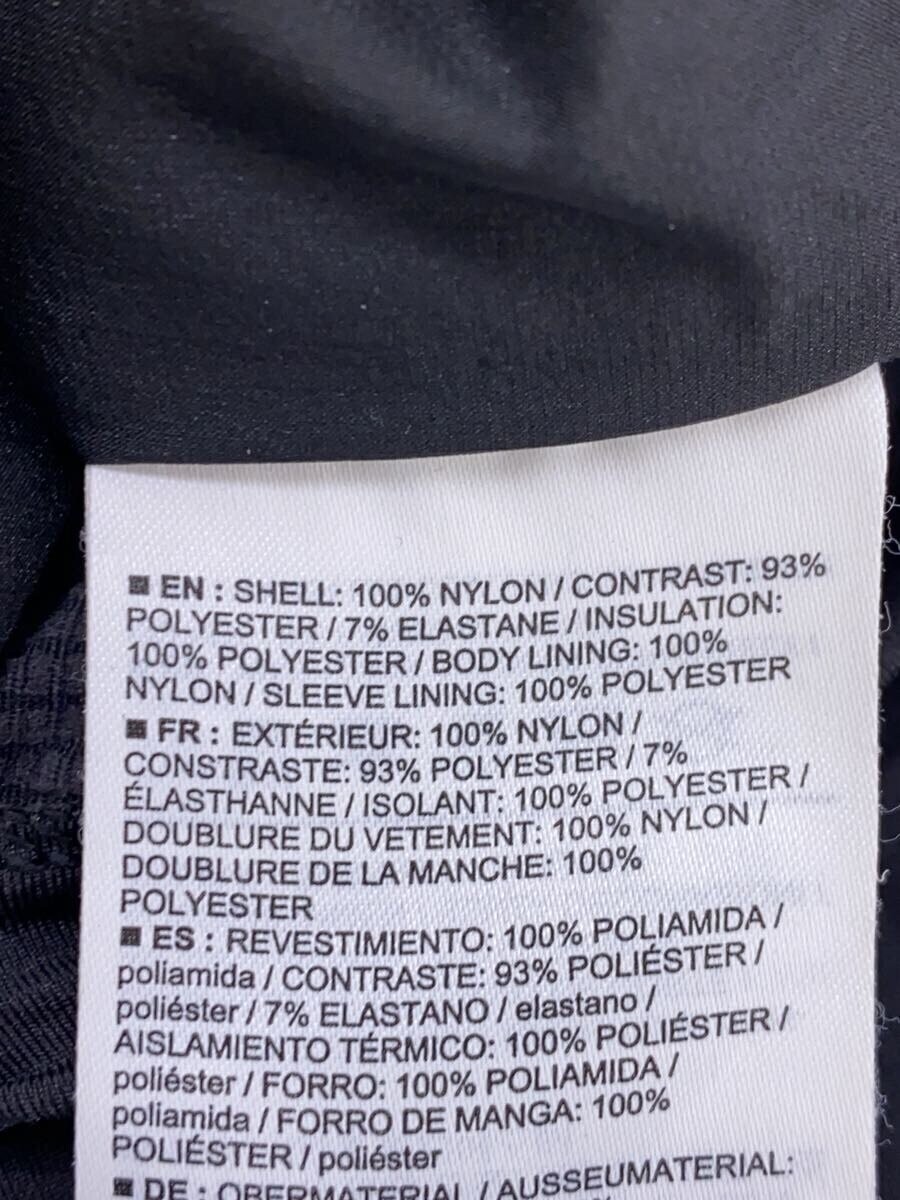 EN : SHELL: 100% NYLON / CONTRAST: 93%
POLYESTER / 7% ELASTANE / INSULATION:
100% POLYESTER / BODY LINING: 100%
NYLON / SLEEVE LINING: 100% POLYESTER
FR : EXTÉRIEUR: 100% NYLON /
CONSTRASTE: 93% POLYESTER / 7%
ÉLASTHANNE / ISOLANT: 100% POLYESTER /
DOUBLURE DU VETEMENT: 100% NYLON /
DOUBLURE DE LA MANCHE: 100%
POLYESTER
ES : REVESTIMIENTO: 100% POLIAMIDA /
poliamida / CONTRASTE: 93% POLIÉSTER /
poliéster / 7% ELASTANO / elastano /
AISLAMIENTO TÉRMICO: 100% POLIÉSTER /
poliéster / FORRO: 100% POLIAMIDA /
poliamida / FORRO DE MANGA: 100%
POLIÉSTER / poliéster
DE : OBERMATERIAL / AUSSEUMATERIAL: